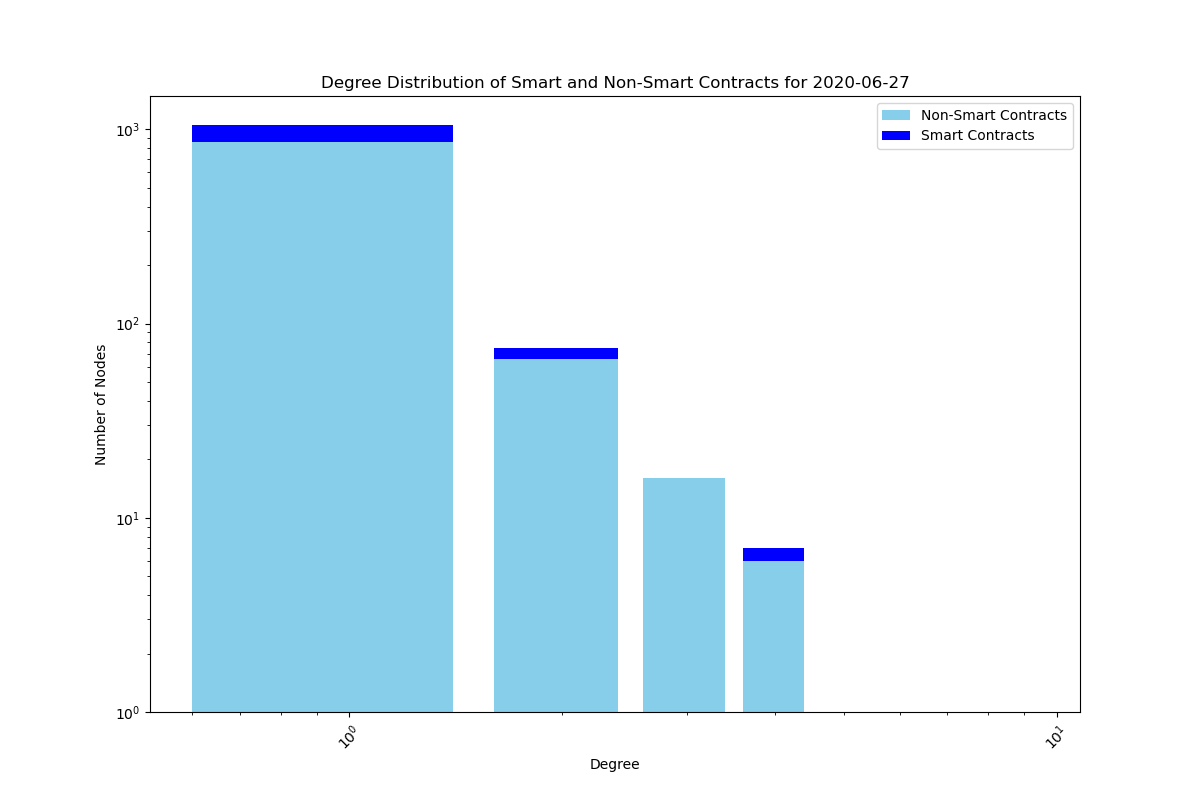 Degree Distribution of Smart and Non-Smart Contracts for 2020-06-27
Non-Smart Contracts
Smart Contracts
Number of Nodes
10³
10²
10¹
10⁰
10⁰
10¹
Degree